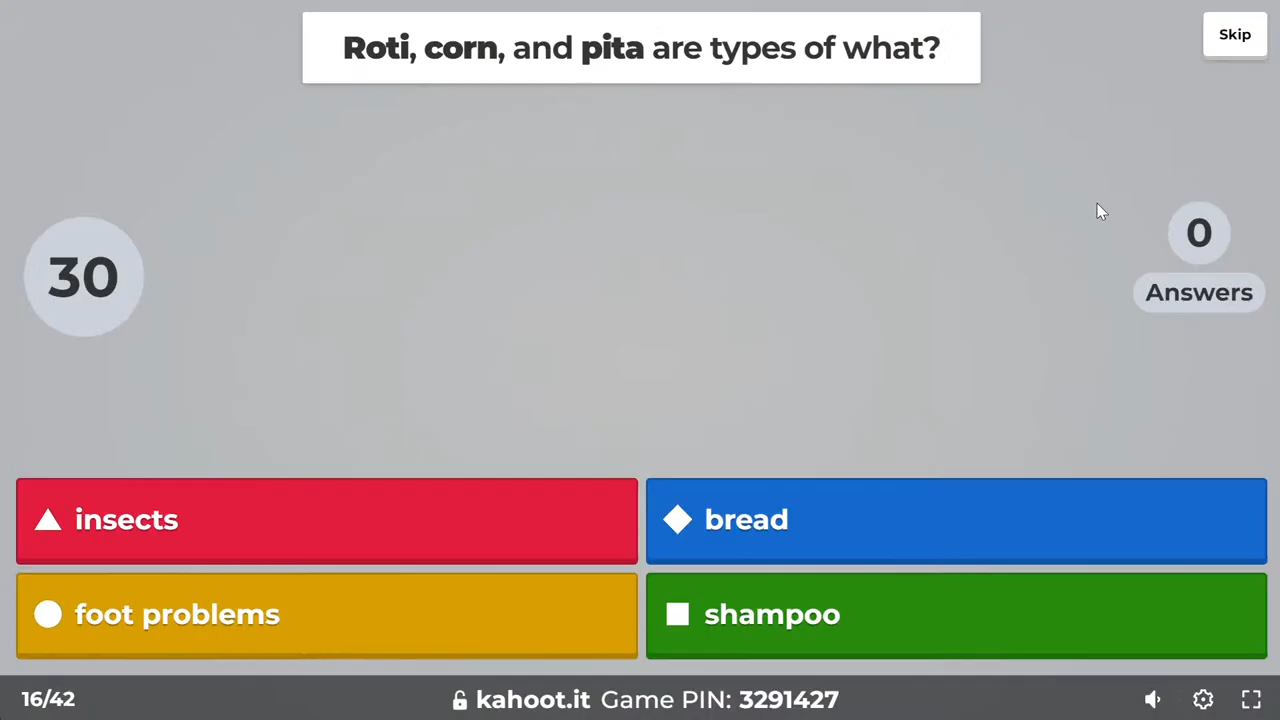 Roti, corn, and pita are types of what?
Skip
30
0
Answers
insects
bread
foot problems
shampoo
16/42
kahoot.it Game PIN: 3291427